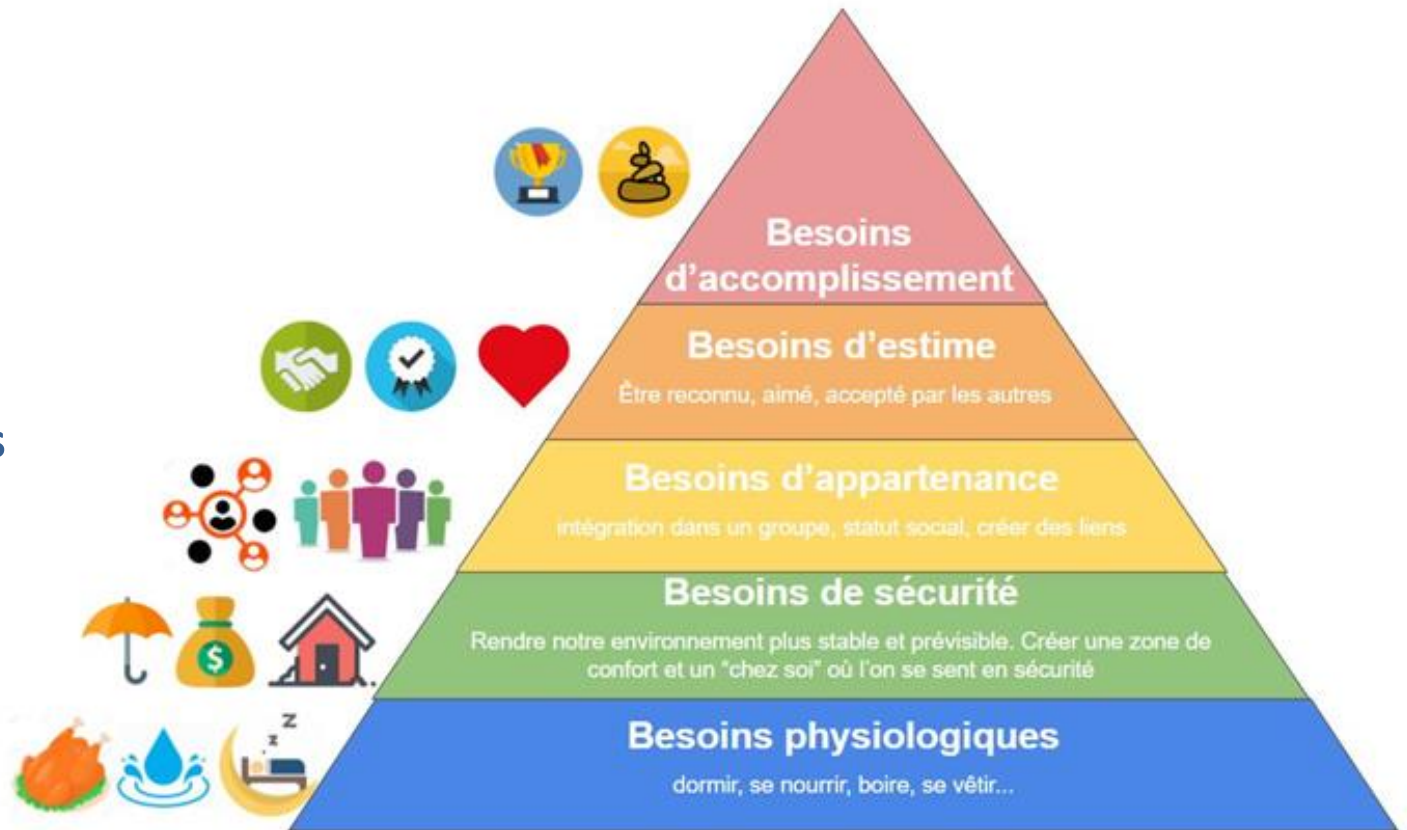 Besoins
d'accomplissement
Besoins d'estime
Être reconnu, aimé, accepté par les autres
s
Besoins d'appartenance
intégration dans un groupe, statut social, créer des liens
Besoins de sécurité
Rendre notre environnement plus stable et prévisible. Créer une zone de
confort et un "chez soi" où l'on se sent en sécurité
$
z
z
Besoins physiologiques
dormir, se nourrir, boire, se vêtir...